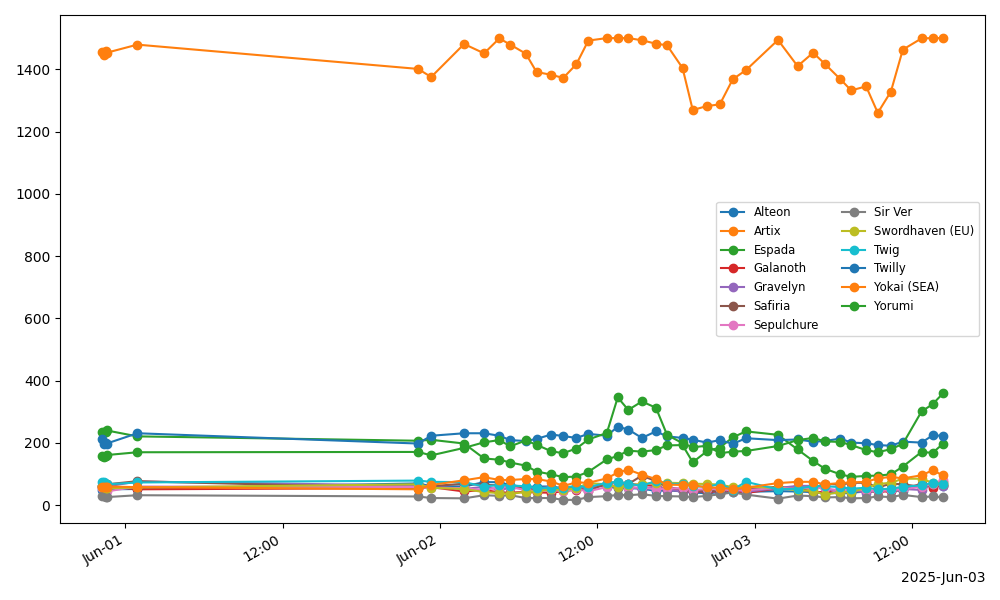 1400
1200
1000
800
600
400
200
0
Alteon
Artix
Espada
Galanoth
Gravelyn
Safiria
Sepulchure
Sir Ver
Swordhaven (EU)
Twig
Twilly
Yokai (SEA)
Yorumi
Jun-01
12:00
Jun-02
12:00
Jun-03
12:00
2025-Jun-03